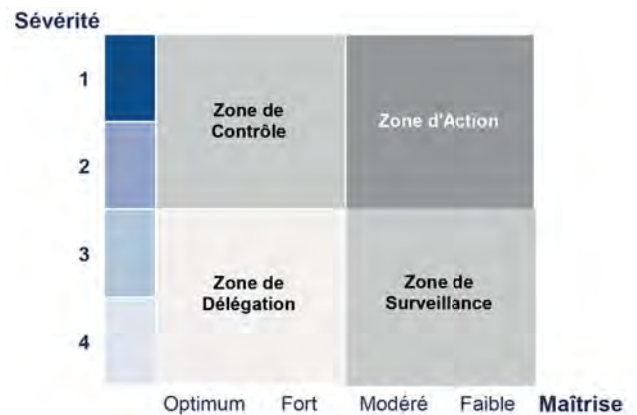 Sévérité
1
Zone de
Contrôle
Zone d'Action
2
3
Zone de
Délégation
Zone de
Surveillance
4
Optimum Fort Modéré Faible Maîtrise